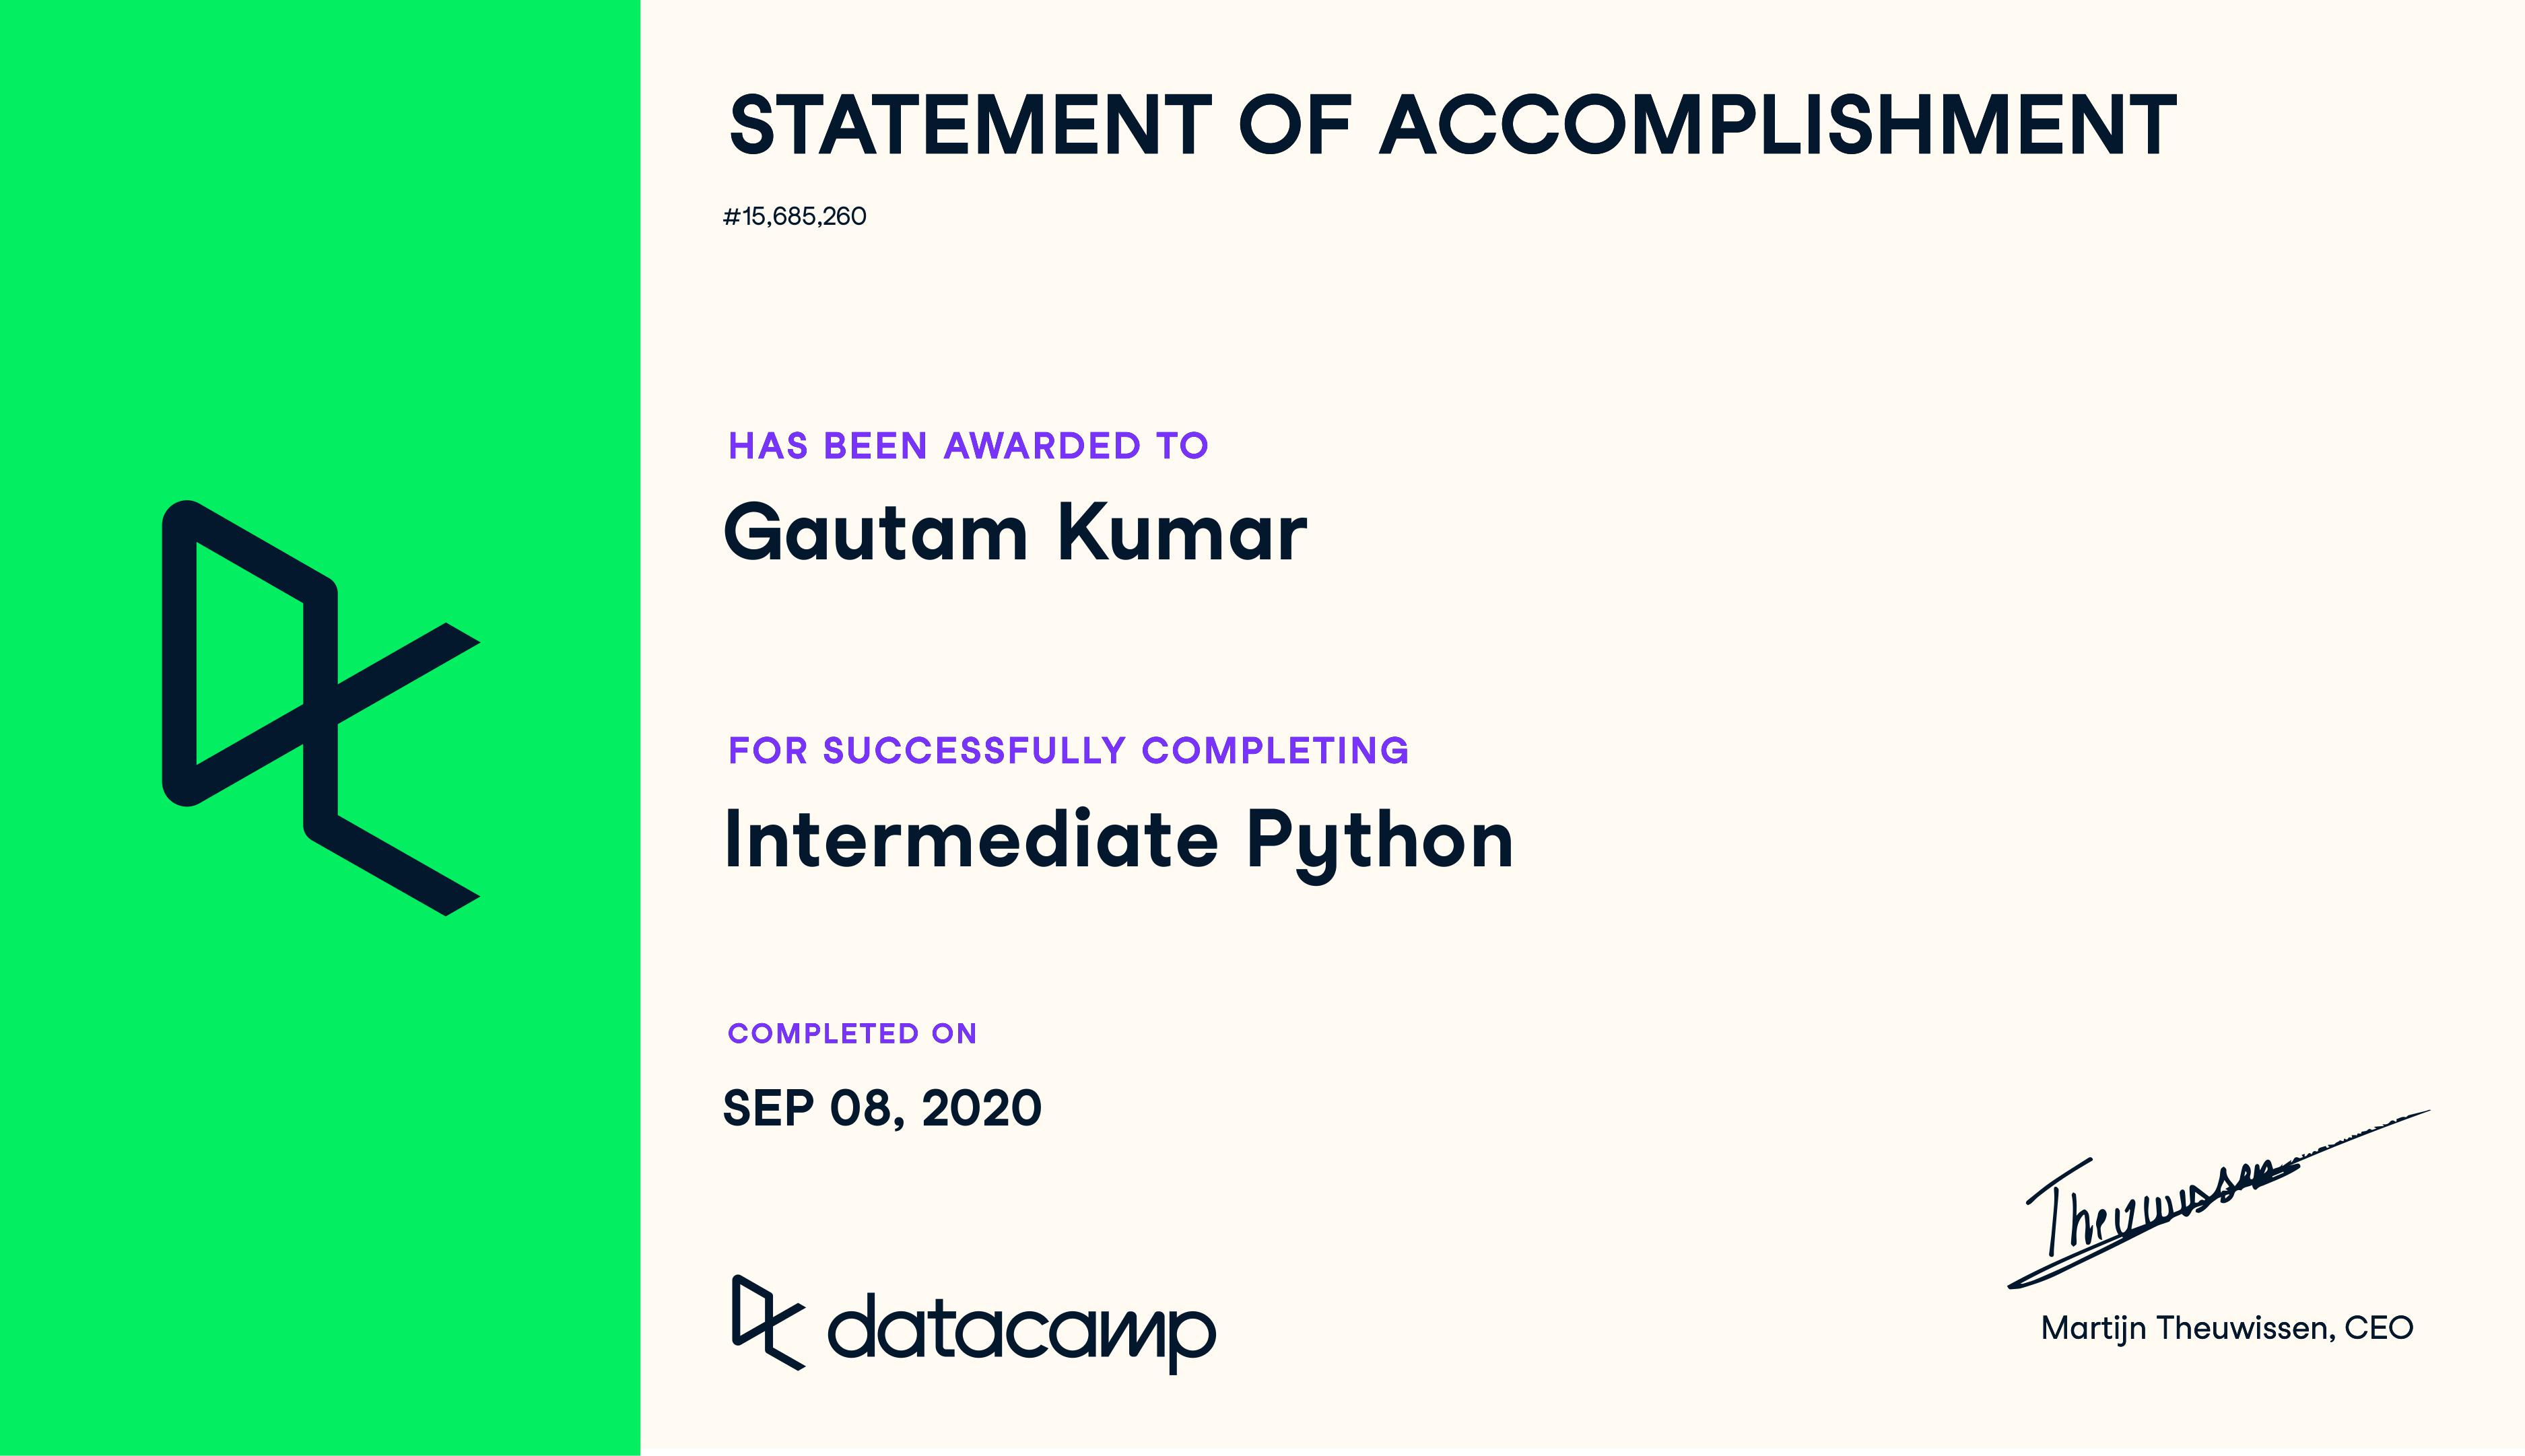 STATEMENT OF ACCOMPLISHMENT
#15,685,260
HAS BEEN AWARDED TO
Gautam Kumar
FOR SUCCESSFULLY COMPLETING
Intermediate Python
COMPLETED ON
SEP 08, 2020
Theuwissen
datacamp
Martijn Theuwissen, CEO